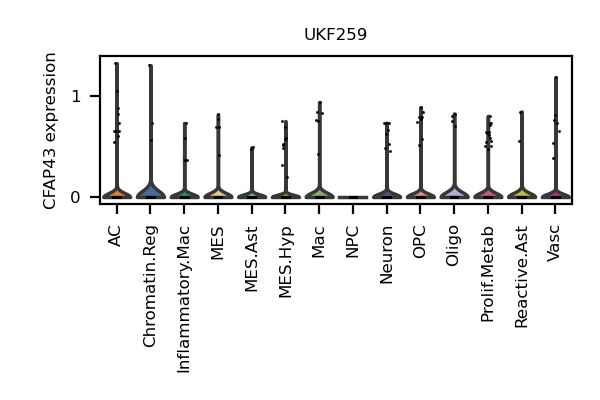 UKF259
CFAP43 expression
1
0
AC
Chromatin.Reg
Inflammatory.Mac
MES
MES.Ast
MES.Hyp
Mac
NPC
Neuron
OPC
Oligo
Prolif.Metab
Reactive.Ast
Vasc